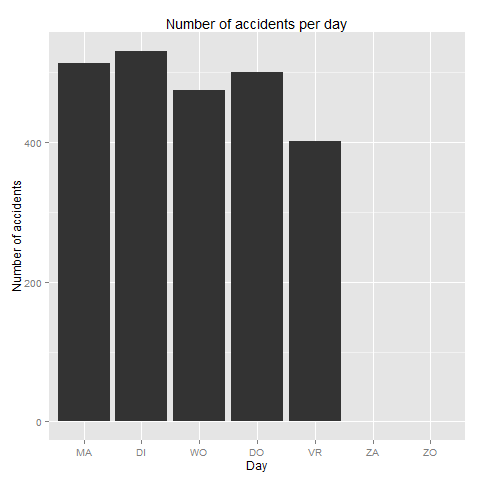 Number of accidents per day
Number of accidents
400
200
0
MA DI WO DO VR ZA ZO
Day